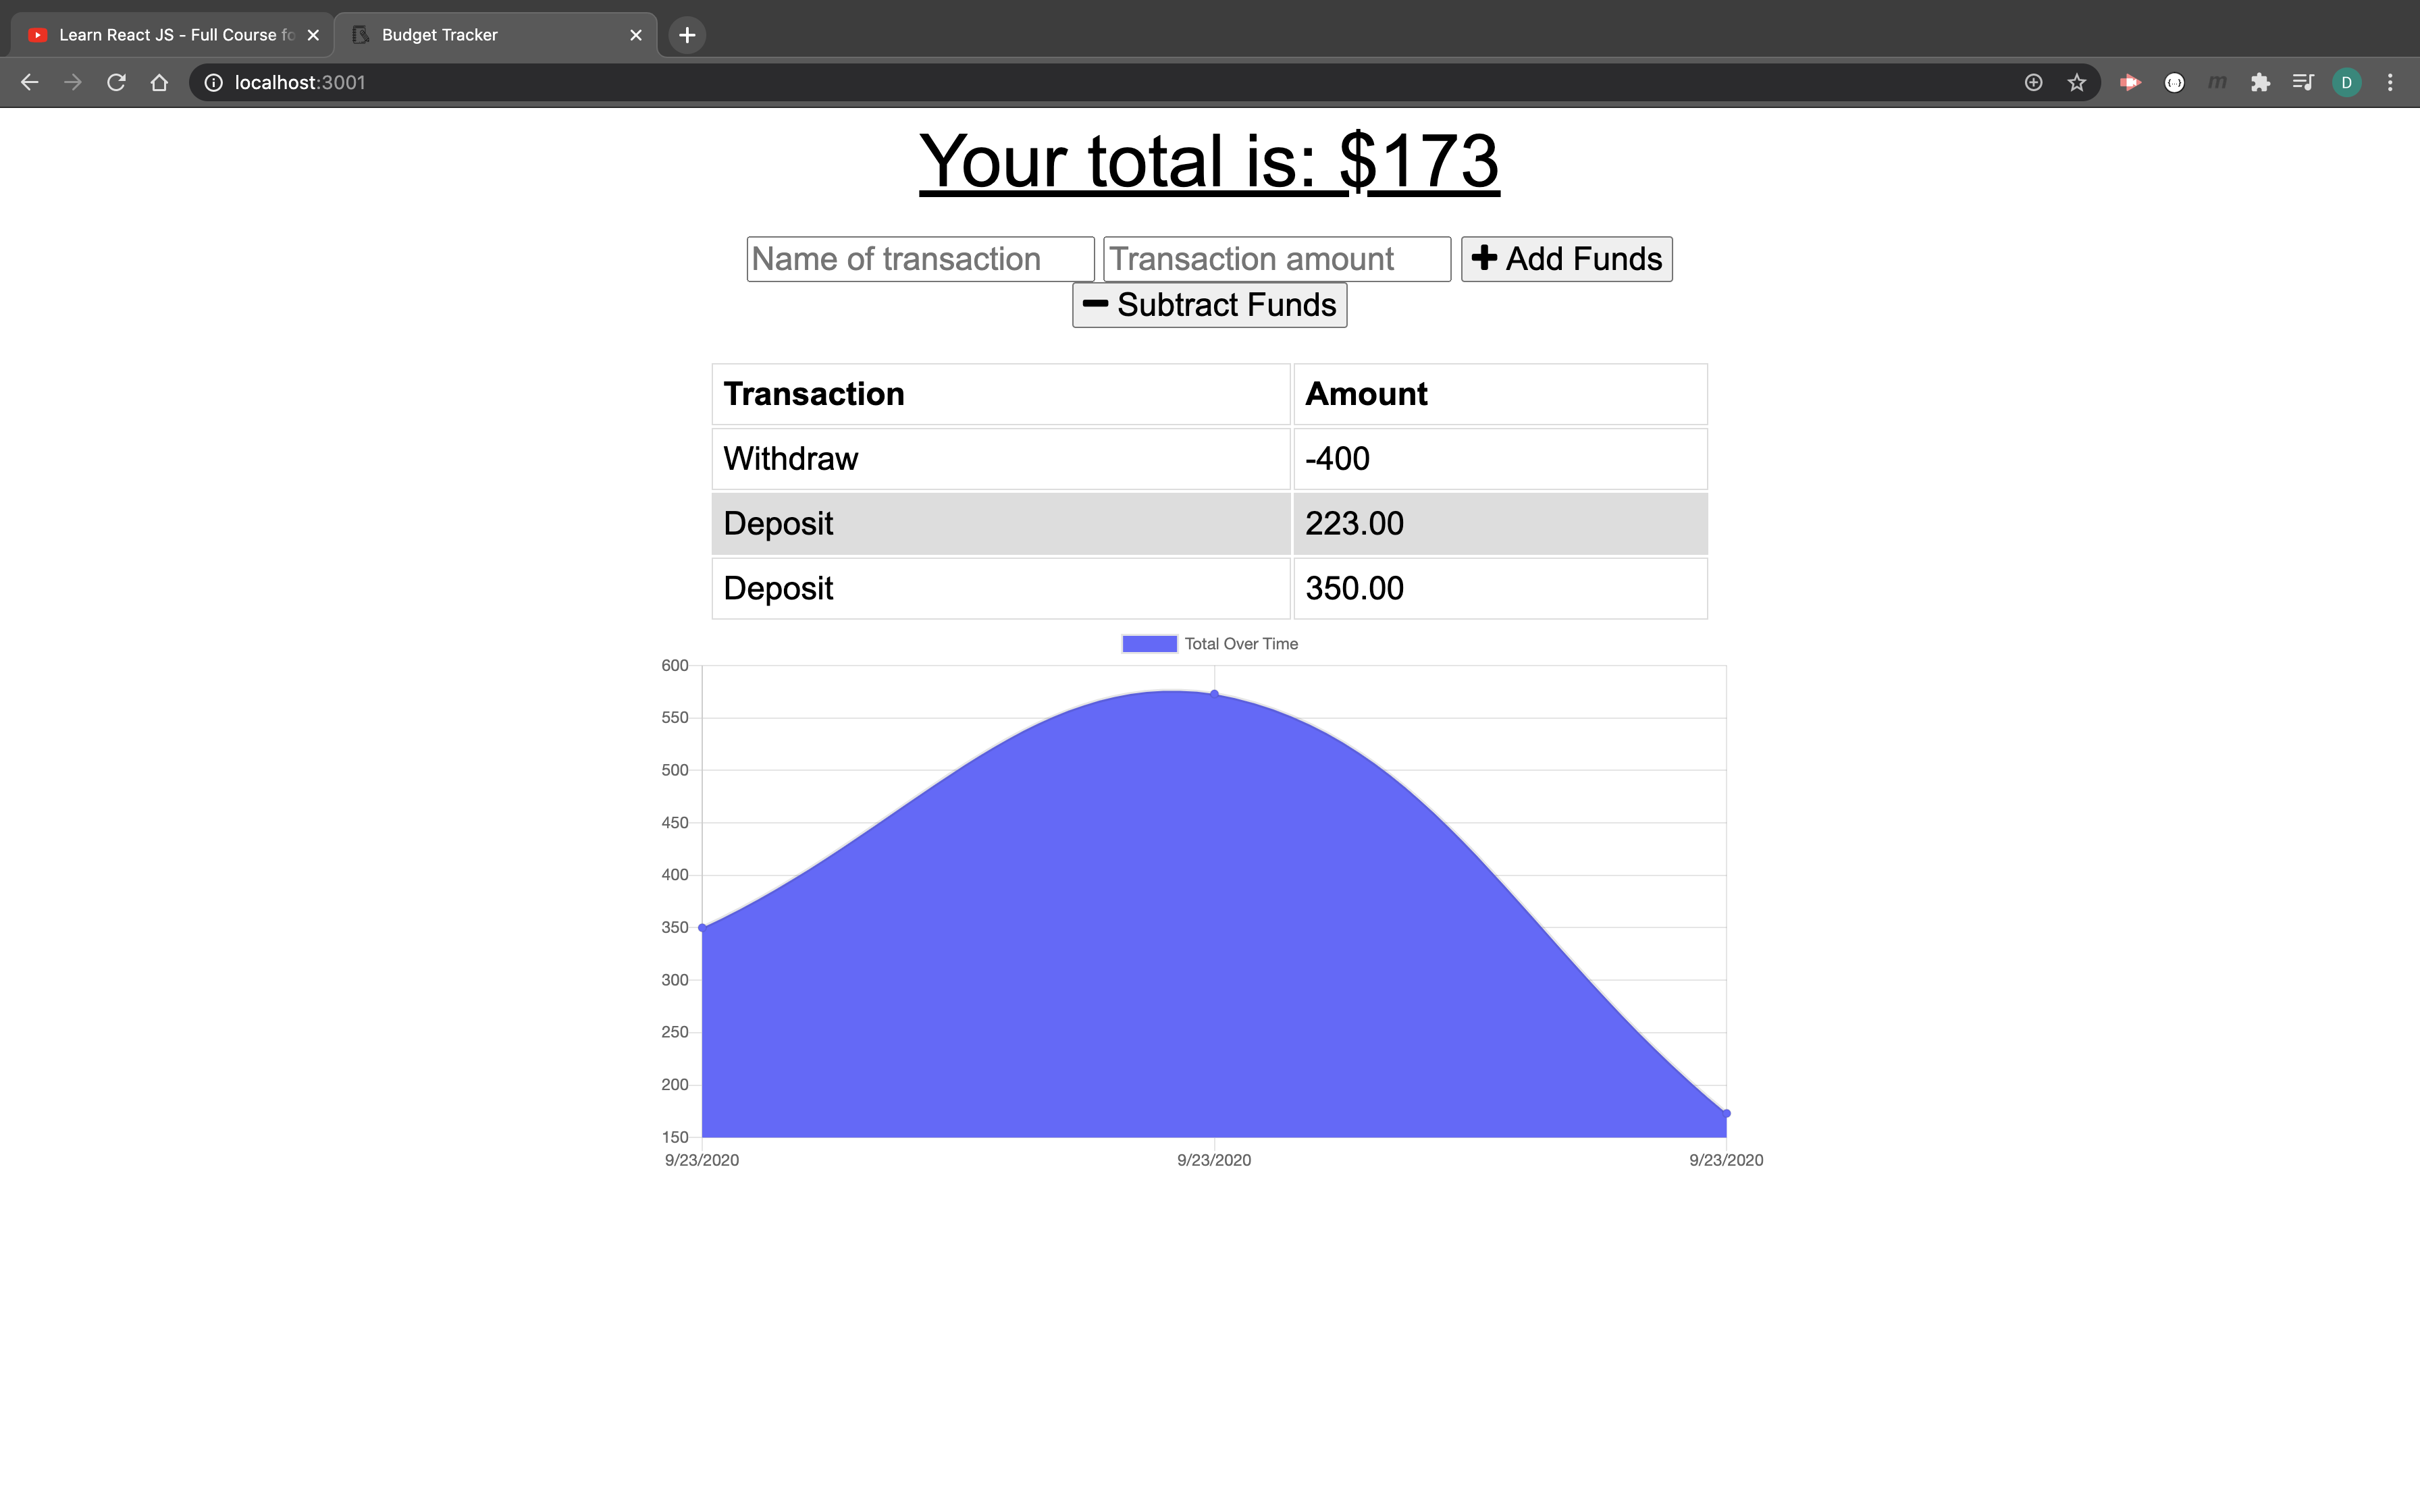 Learn React JS - Full Course fo
Budget Tracker
localhost:3001
D
Your total is: $173
Name of transaction Transaction amount Add Funds
Subtract Funds
Transaction Amount
Withdraw -400
Deposit 223.00
Deposit 350.00
Total Over Time
600
550
500
450
400
350
300
250
200
150
9/23/2020 9/23/2020 9/23/2020